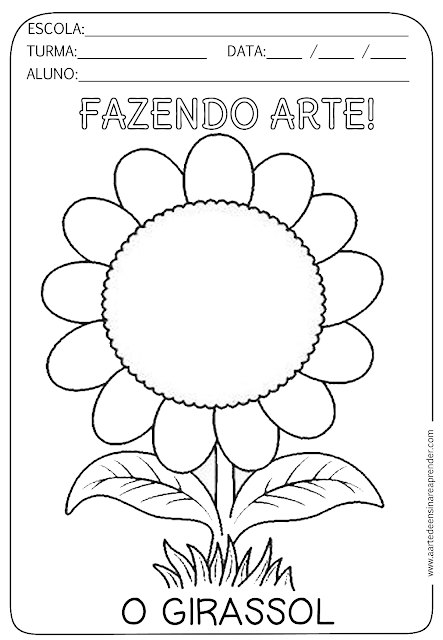 ESCOLA:
TURMA: DATA: / /
ALUNO:
FAZENDO ARTE!
www.aartedeensinareaprender.com
O GIRASSOL